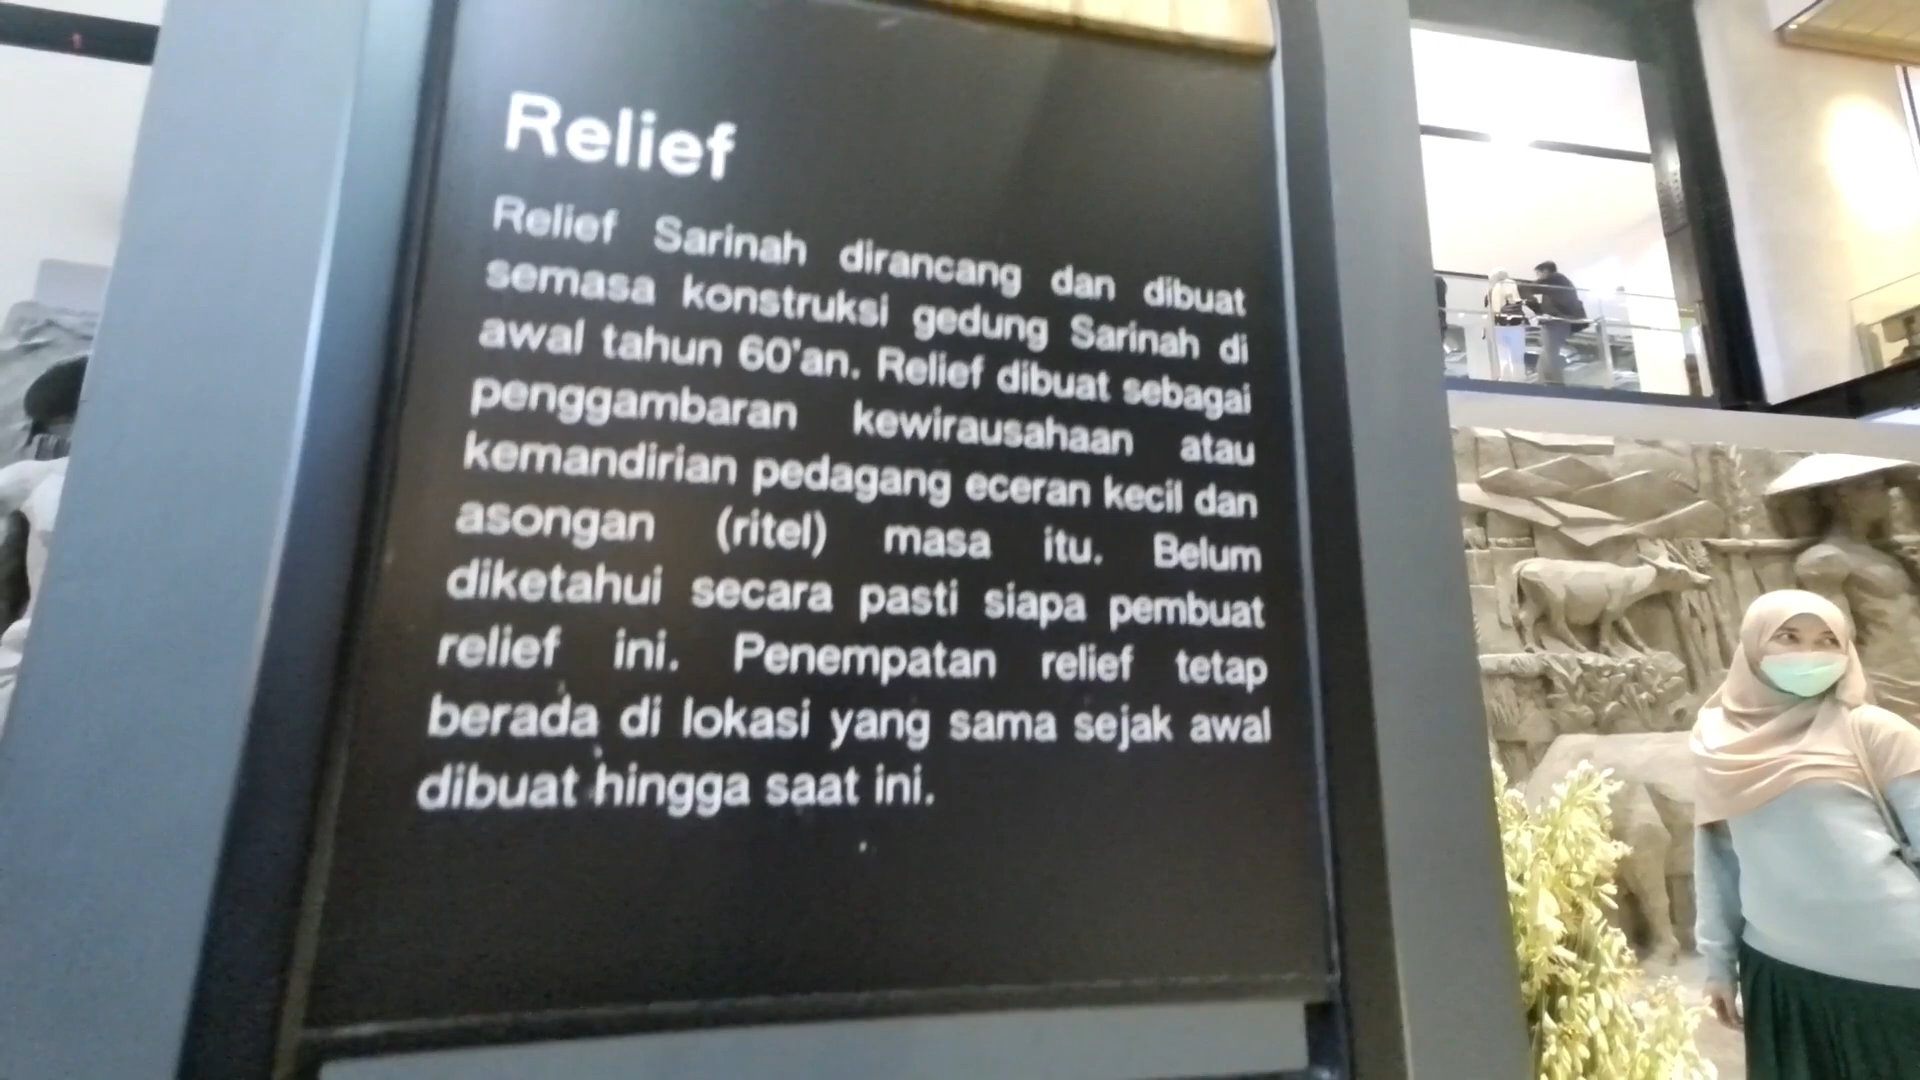 Relief
Relief Sarinah dirancang dan dibuat
semasa konstruksi gedung Sarinah di
awal tahun 60'an. Relief dibuat sebagai
penggambaran kewirausahaan atau
kemandirian pedagang eceran kecil dan
asongan (ritel) masa itu. Belum
diketahui secara pasti siapa pembuat
relief ini. Penempatan relief tetap
berada di lokasi yang sama sejak awal
dibuat hingga saat ini.